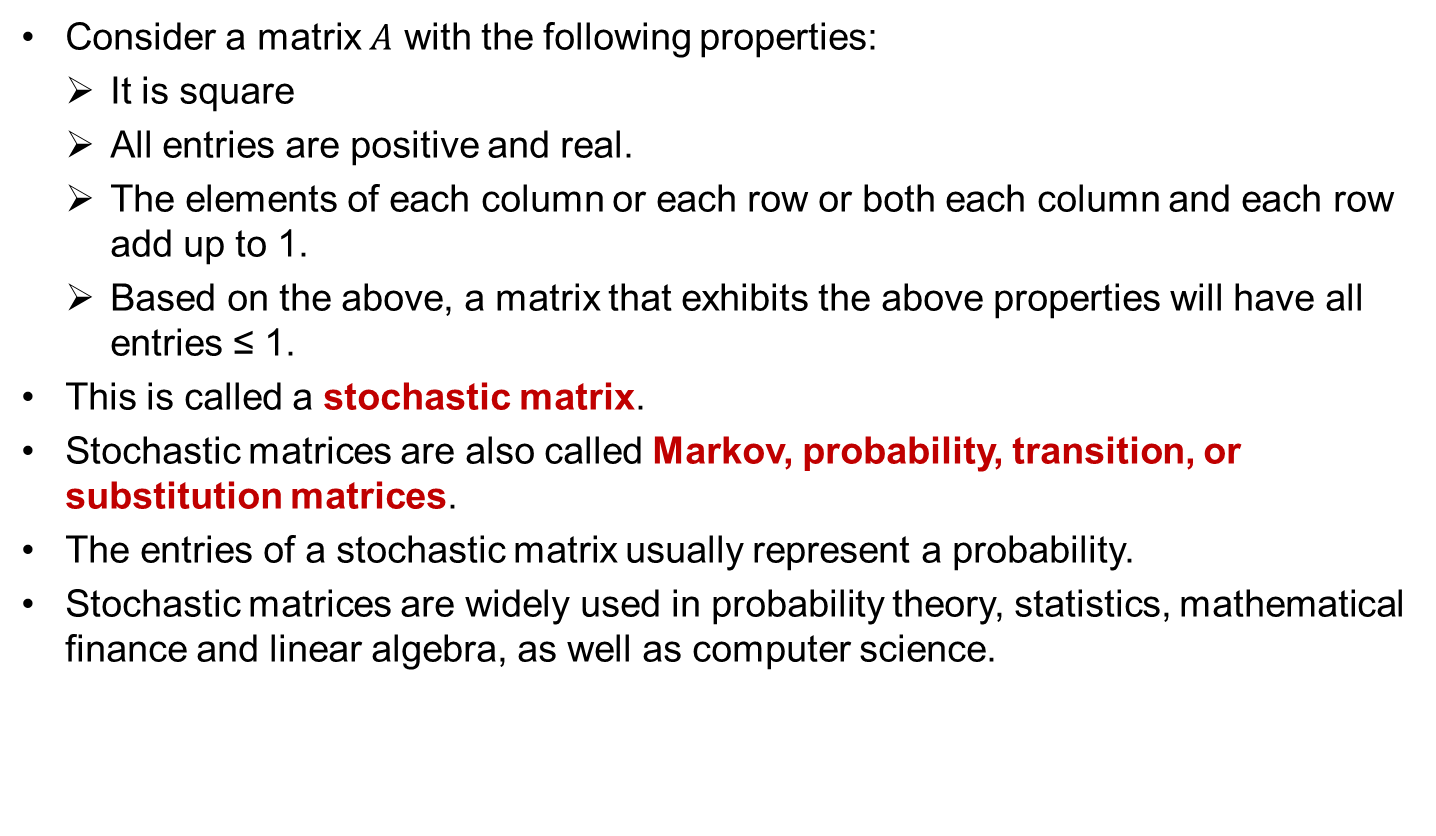 • Consider a matrix 𝐴 with the following properties:
➢ It is square
➢ All entries are positive and real.
➢ The elements of each column or each row or both each column and each row
add up to 1.
➢ Based on the above, a matrix that exhibits the above properties will have all
entries ≤ 1.
• This is called a stochastic matrix.
• Stochastic matrices are also called Markov, probability, transition, or
substitution matrices.
• The entries of a stochastic matrix usually represent a probability.
• Stochastic matrices are widely used in probability theory, statistics, mathematical
finance and linear algebra, as well as computer science.